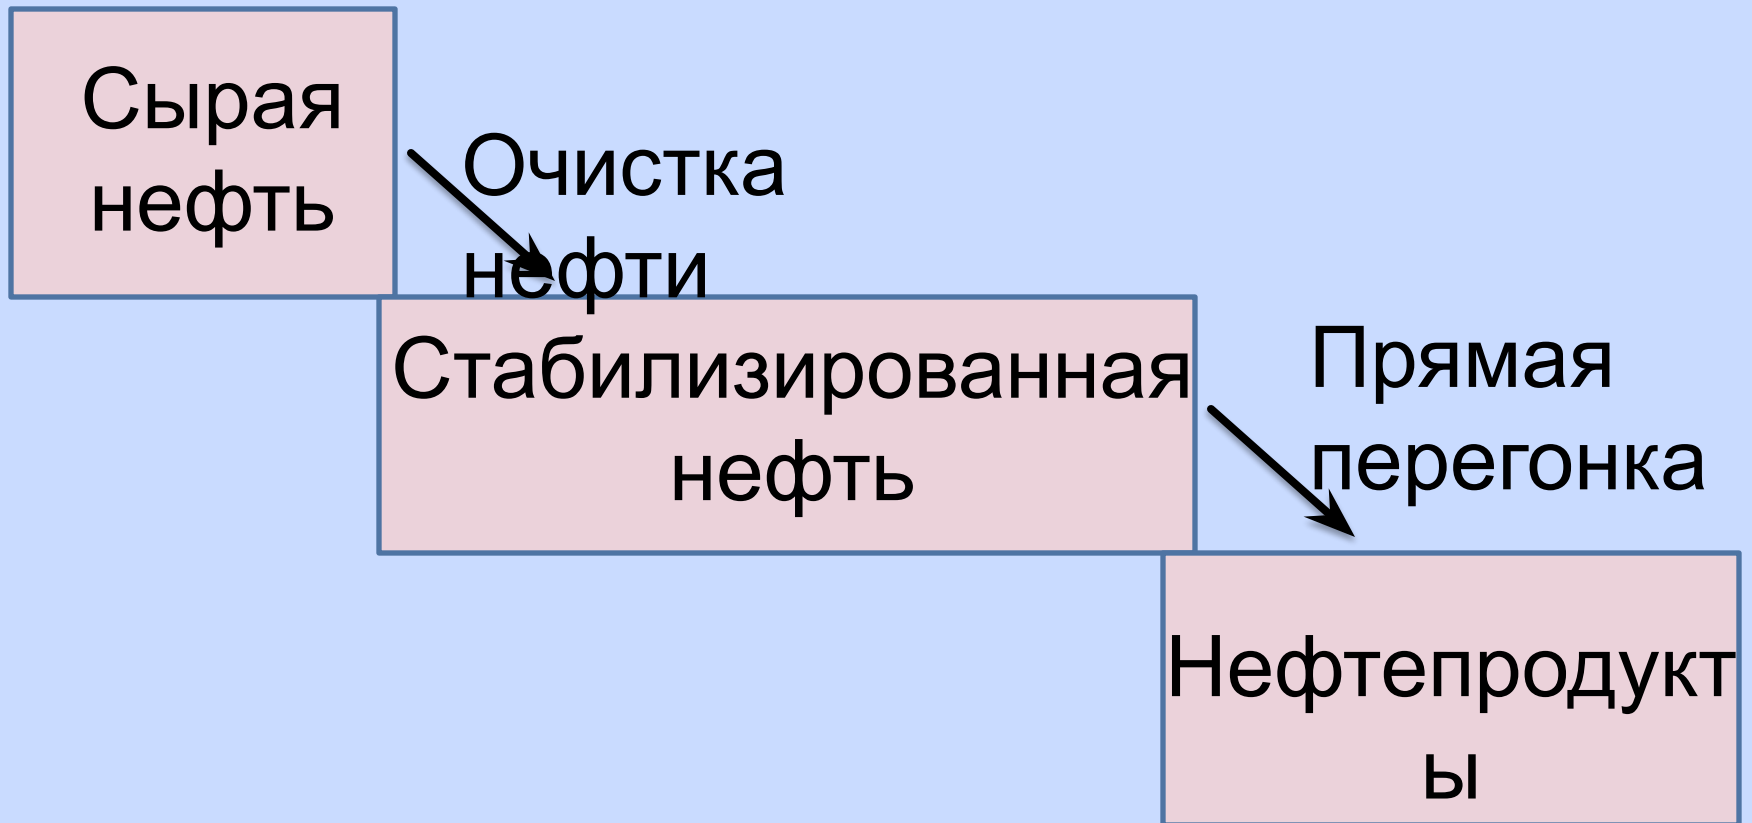 Сырая
нефть
Очистка
нефти
Стабилизированная
нефть
Прямая
перегонка
Нефтепродукт
ы